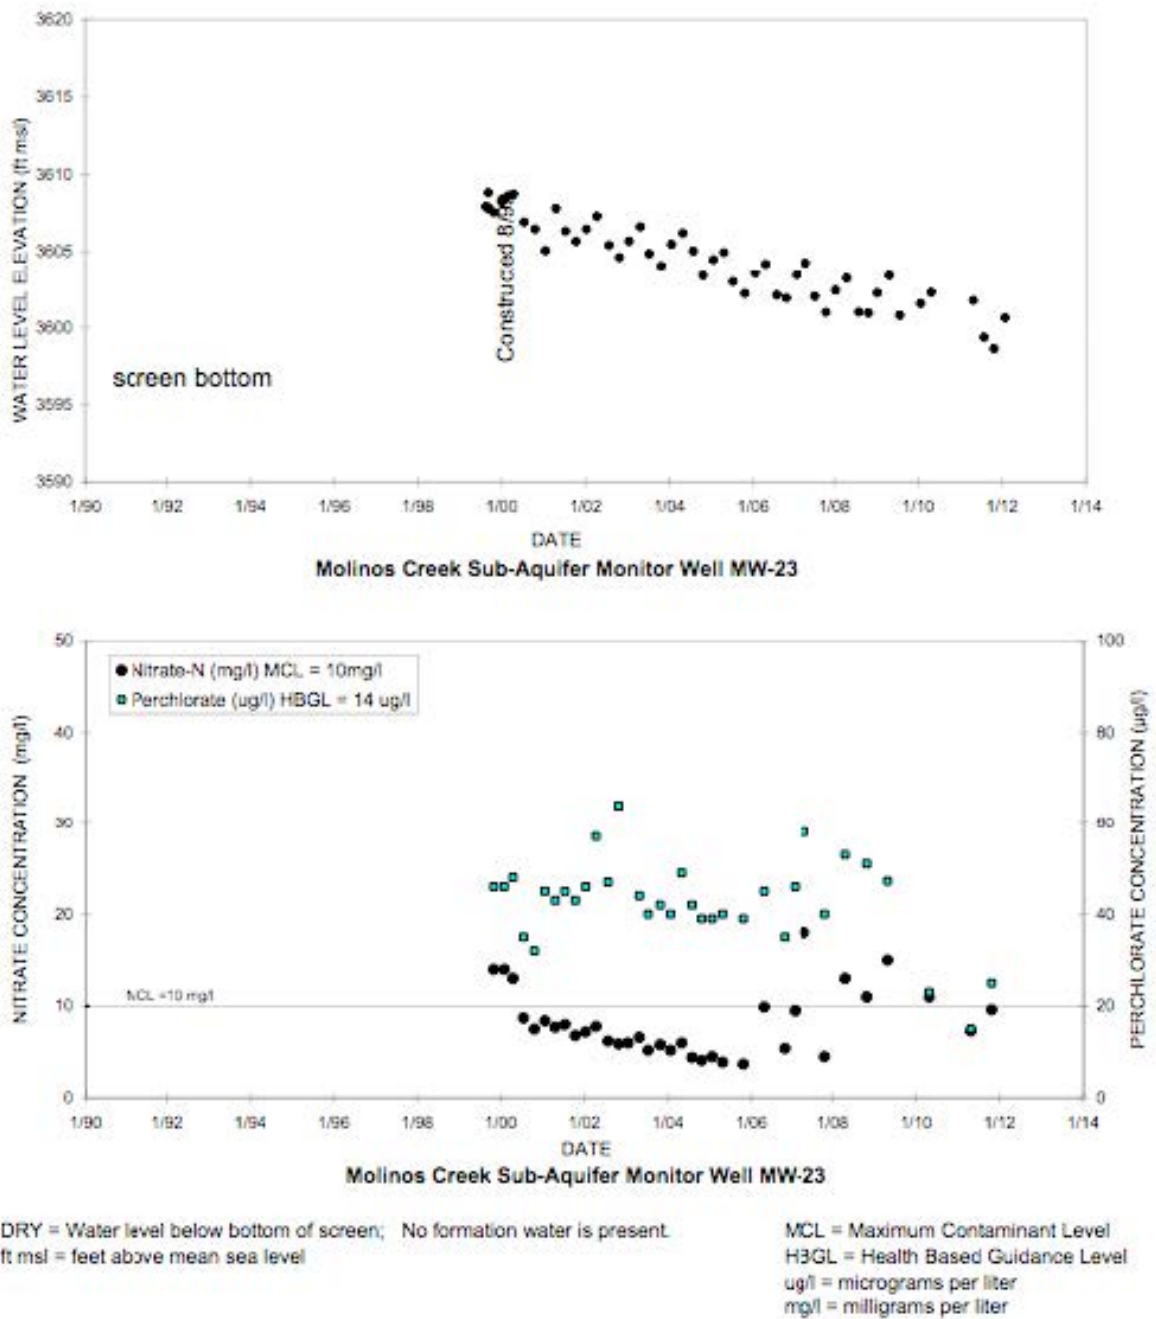 3620
3615
3610
3605
3600
3595
3590
WATER LEVEL ELEVATION (ft msl)
Construced 8/9
screen bottom
1/90 1/92 1/94 1/96 1/98 1/00 1/02 1/04 1/06 1/08 1/10 1/12 1/14
DATE
Molinos Creek Sub-Aquifer Monitor Well MW-23
50
40
30
20
10
0
NITRATE CONCENTRATION (mg/l)
Nitrate-N (mg/l) MCL = 10mg/l
Perchlorate (ug/l) HBGL = 14 ug/l
MCL =10 mg/l
100
80
60
40
20
0
PERCHLORATE CONCENTRATION (µg/l)
1/90 1/92 1/94 1/96 1/98 1/00 1/02 1/04 1/06 1/08 1/10 1/12 1/14
DATE
Molinos Creek Sub-Aquifer Monitor Well MW-23
DRY = Water level below bottom of screen; No formation water is present.
ft msl = feet above mean sea level
MCL = Maximum Contaminant Level
HBGL = Health Based Guidance Level
ug/l = micrograms per liter
mg/l = milligrams per liter